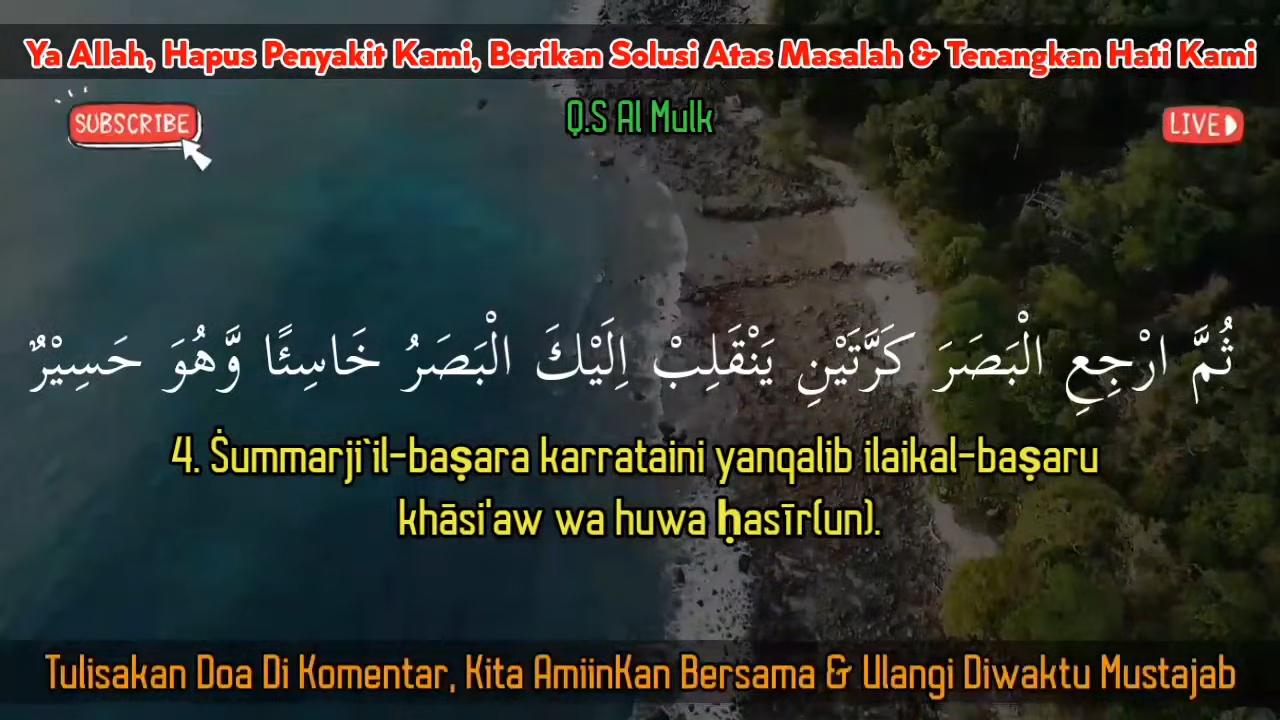 Ya Allah, Hapus Penyakit Kami, Berikan Solusi Atas Masalah & Tenangkan Hati Kami
SUBSCRIBE
Q.S Al Mulk
LIVE
ثُمَّ ارْجِعِ الْبَصَرَ كَرَّتَيْنِ يَنْقَلِبْ اِلَيْكَ الْبَصَرُ خَاسِئًا وَّهُوَ حَسِيْرٌ
4. Ṡummarji`il-baṣara karrataini yanqalib ilaikal-baṣaru
khāsi'aw wa huwa ḥasīr(un).
Tulisakan Doa Di Komentar, Kita AmiinKan Bersama & Ulangi Diwaktu Mustajab